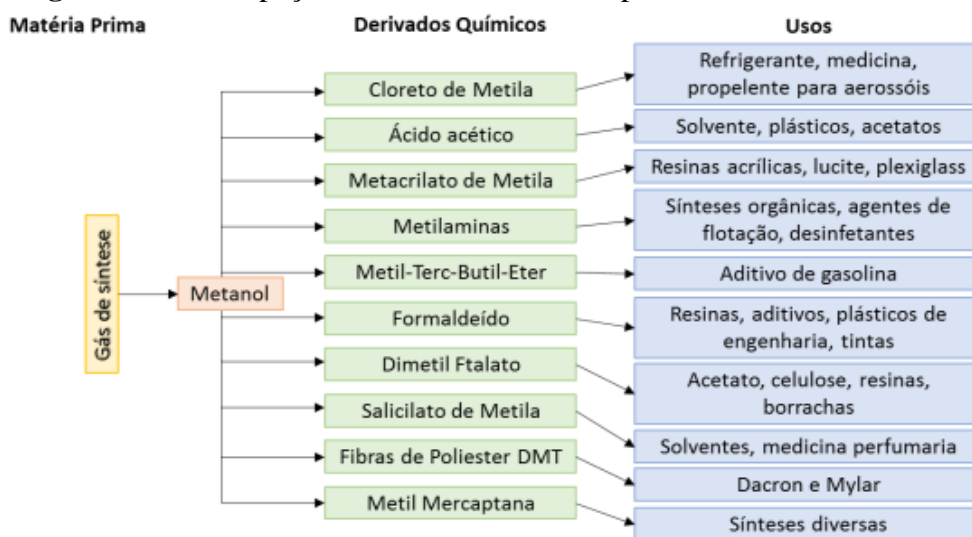 Matéria Prima
Derivados Químicos
Usos
Gás de síntese
Metanol
Cloreto de Metila
Refrigerante, medicina,
propelente para aerossóis
Ácido acético
Solvente, plásticos, acetatos
Metacrilato de Metila
Resinas acrílicas, lucite, plexiglass
Metilaminas
Sínteses orgânicas, agentes de
flotação, desinfetantes
Metil-Terc-Butil-Eter
Aditivo de gasolina
Formaldeído
Resinas, aditivos, plásticos de
engenharia, tintas
Dimetil Ftalato
Acetato, celulose, resinas,
borrachas
Salicilato de Metila
Solventes, medicina perfumaria
Fibras de Poliester DMT
Dacron e Mylar
Metil Mercaptana
Sínteses diversas